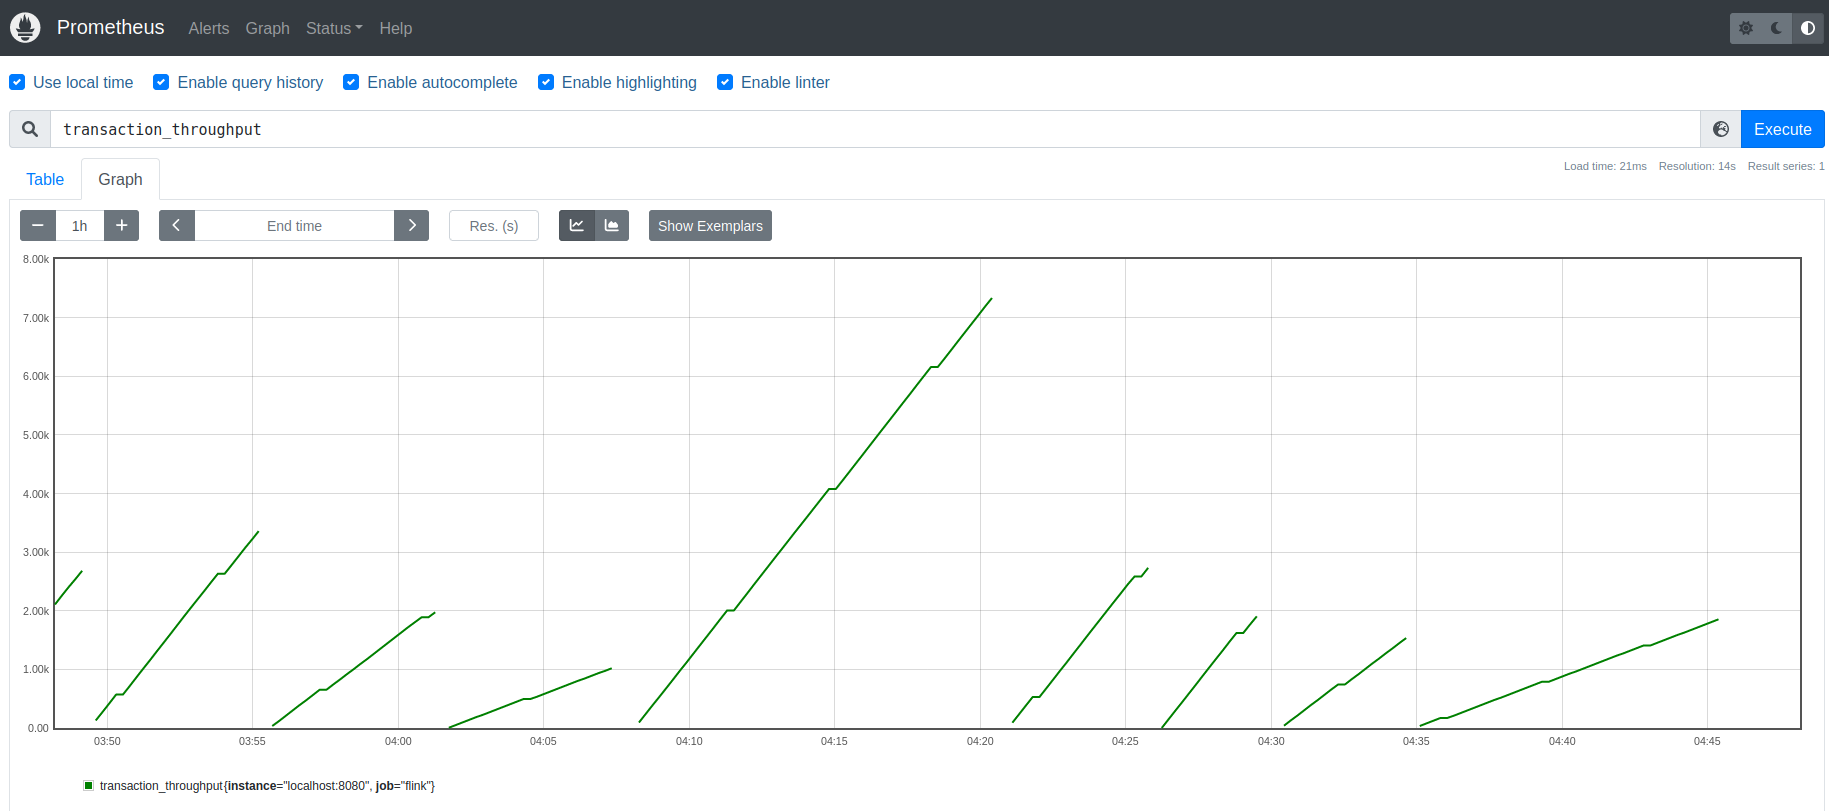 Prometheus Alerts Graph Status Help
Use local time Enable query history Enable autocomplete Enable highlighting Enable linter
transaction_throughput Execute
Table Graph Load time: 21ms Resolution: 14s Result series: 1
1h End time Res. (s) Show Exemplars
8.00k
7.00k
6.00k
5.00k
4.00k
3.00k
2.00k
1.00k
0.00
03:50 03:55 04:00 04:05 04:10 04:15 04:20 04:25 04:30 04:35 04:40 04:45
transaction_throughput{instance="localhost:8080", job="flink"}